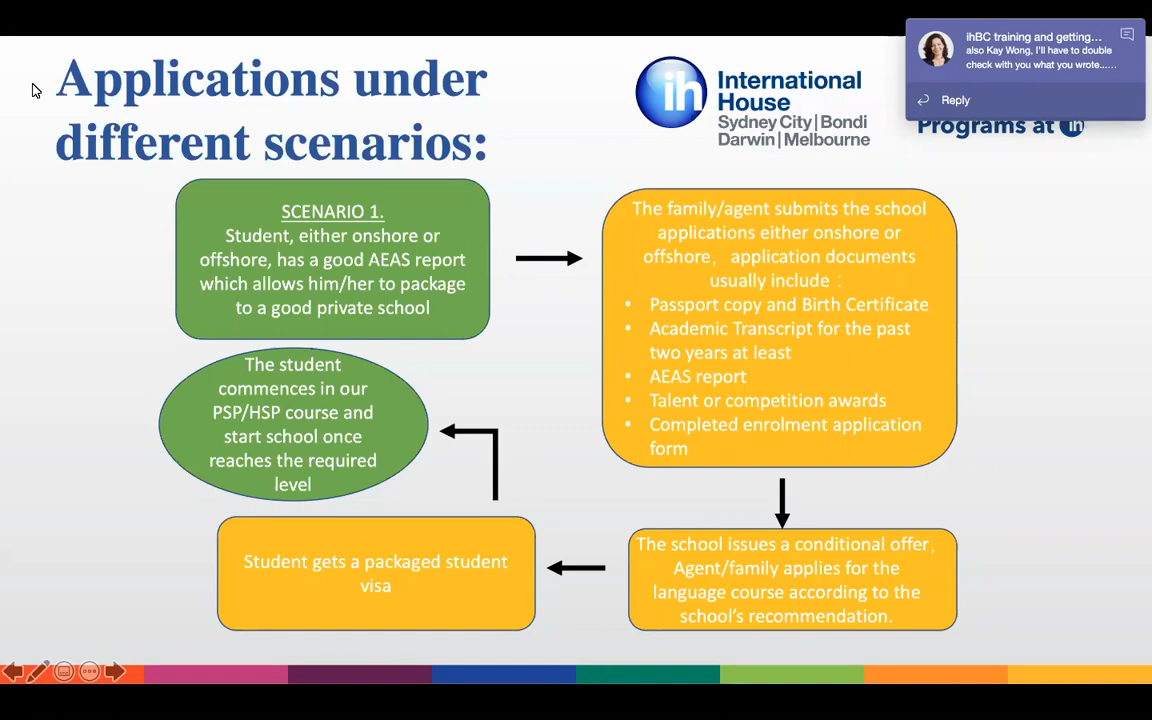 Applications under
different scenarios:
ih
International
House
Sydney City|Bondi
Darwin|Melbourne
ihBC training and getting...
also Kay Wong, I'll have to double
check with you what you wrote......
Reply
Programs at ih
SCENARIO 1.
Student, either onshore or
offshore, has a good AEAS report
which allows him/her to package
to a good private school
The family/agent submits the school
applications either onshore or
offshore， application documents
usually include：
• Passport copy and Birth Certificate
• Academic Transcript for the past
two years at least
• AEAS report
• Talent or competition awards
• Completed enrolment application
form
The school issues a conditional offer，
Agent/family applies for the
language course according to the
school's recommendation.
Student gets a packaged student
visa
The student
commences in our
PSP/HSP course and
start school once
reaches the required
level